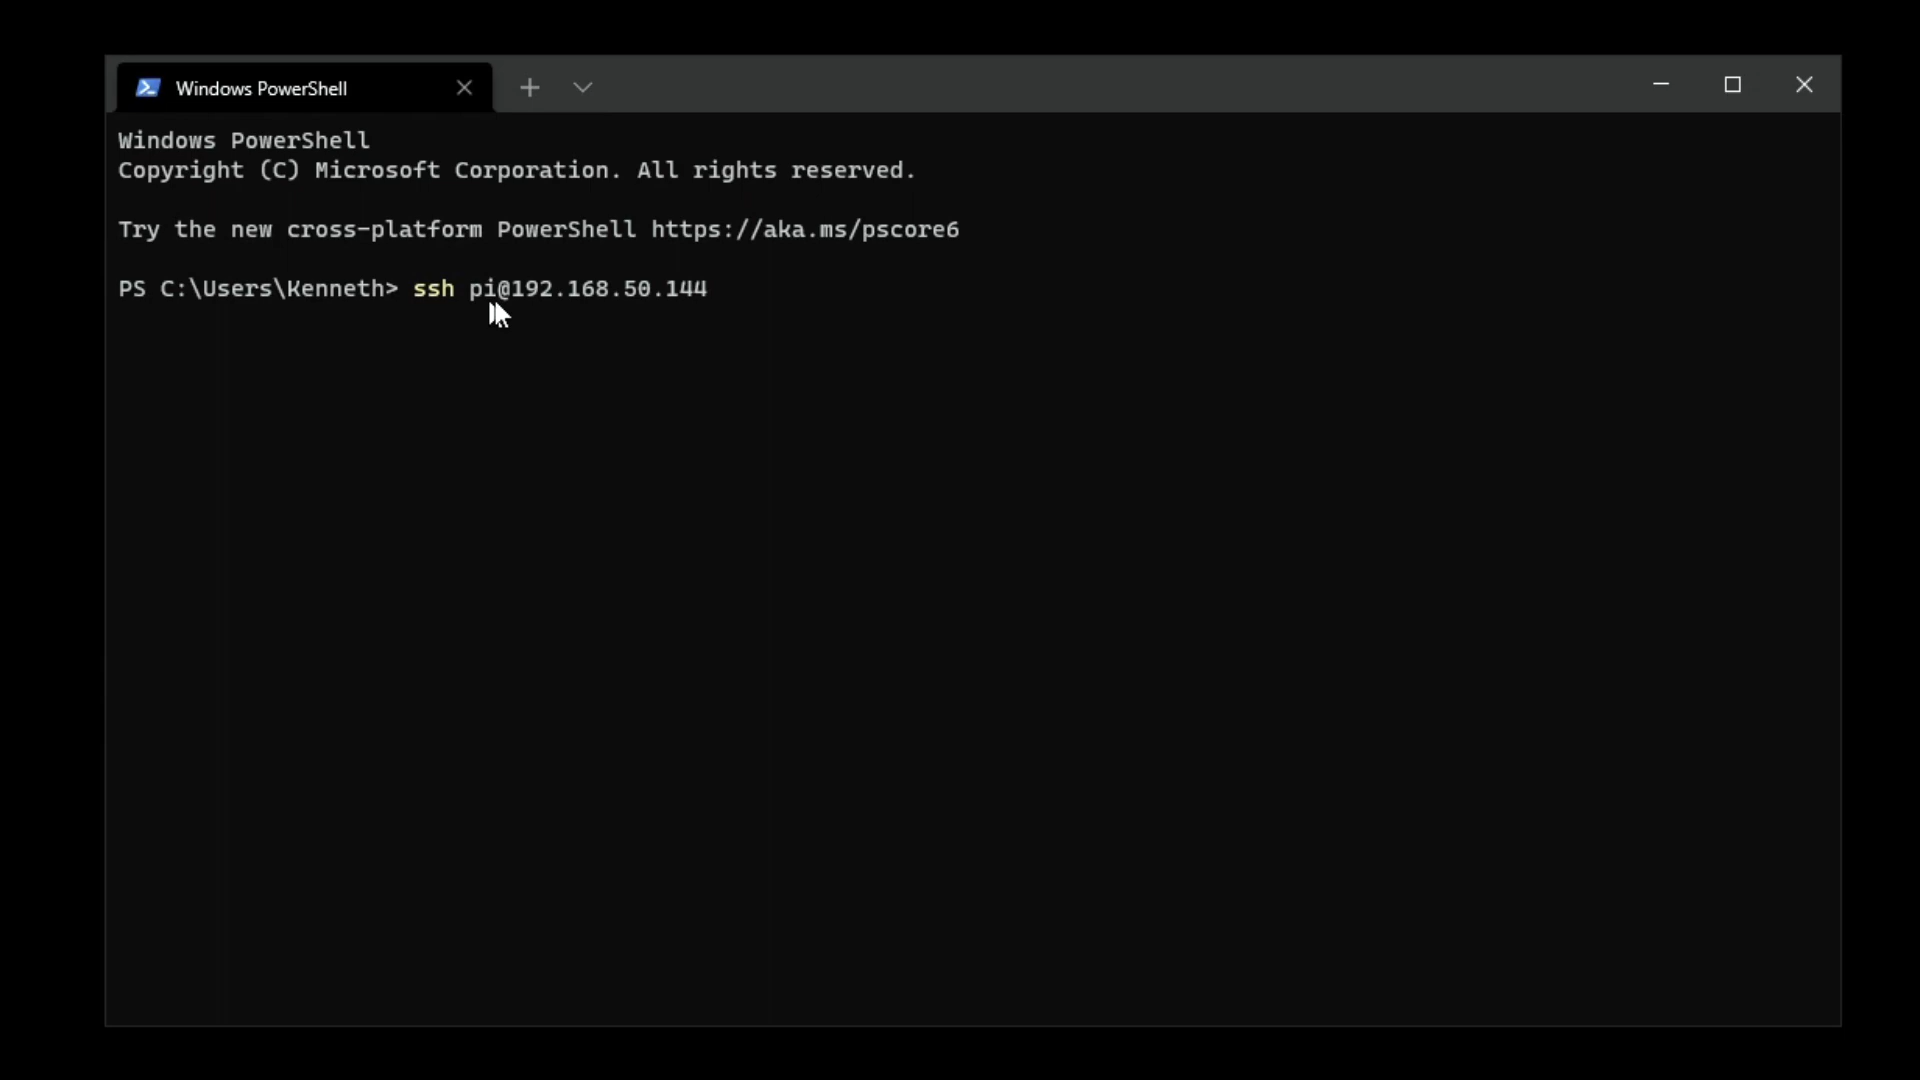 Windows PowerShell
Windows PowerShell
Copyright (C) Microsoft Corporation. All rights reserved.
Try the new cross-platform PowerShell https://aka.ms/pscore6
PS C:\Users\Kenneth> ssh pi@192.168.50.144